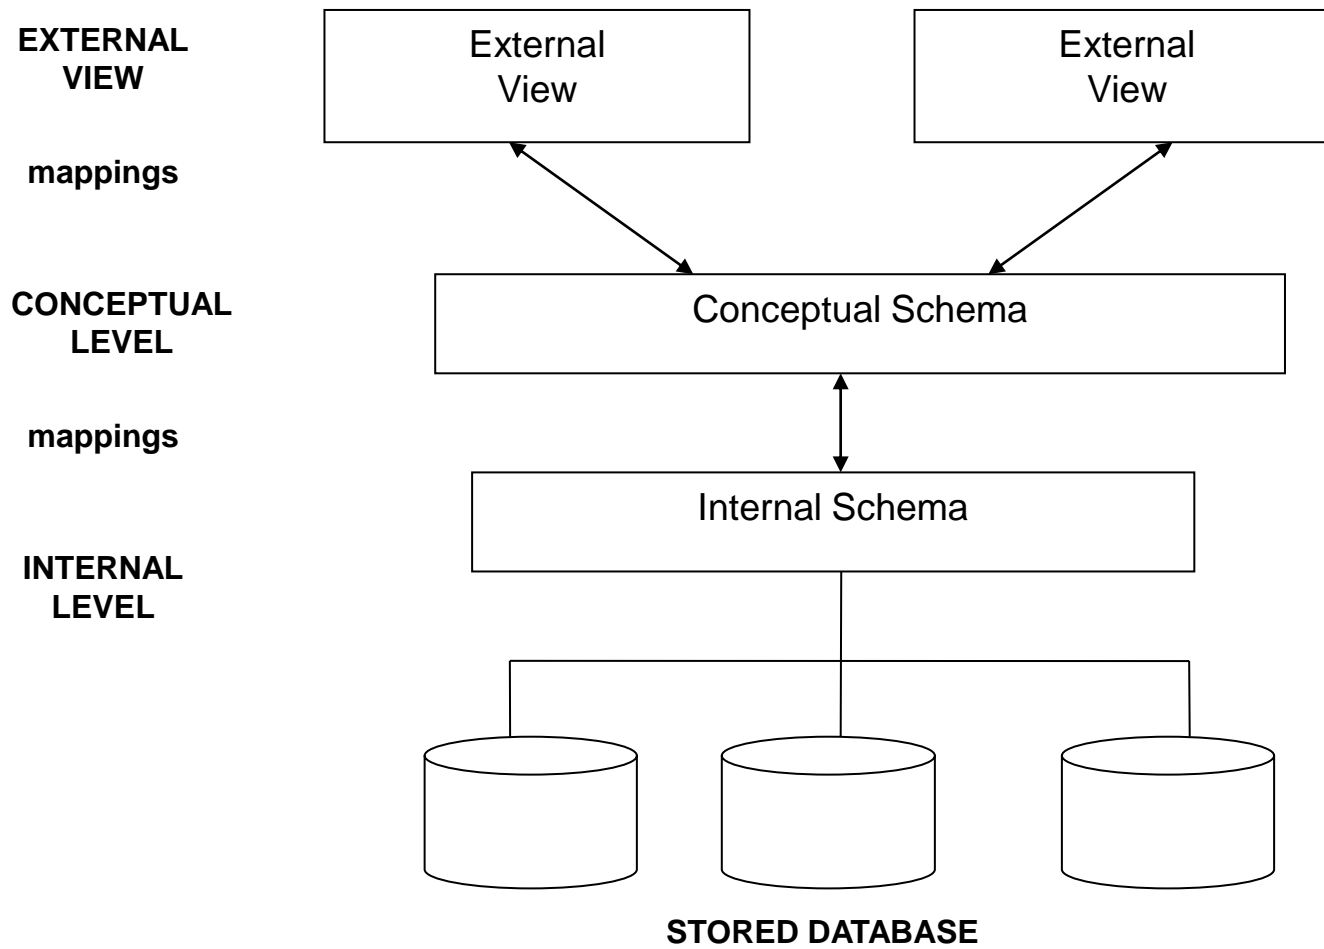 EXTERNAL
VIEW
External
View
External
View
mappings
CONCEPTUAL
LEVEL
Conceptual Schema
mappings
Internal Schema
INTERNAL
LEVEL
STORED DATABASE